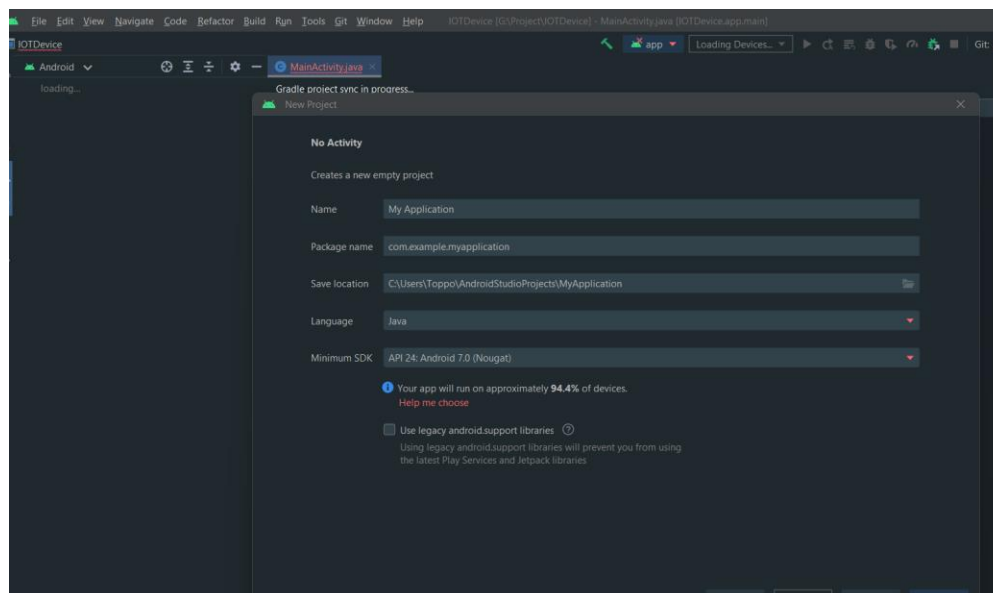 File Edit View Navigate Code Refactor Build Run Tools Git Window Help IOTDevice [G:\Project\IOTDevice] - MainActivity.java [IOTDevice.app.main]
IOTDevice
app Loading Devices... Git:
Android MainActivity.java
loading...
Gradle project sync in progress...
New Project
No Activity
Creates a new empty project
Name My Application
Package name com.example.myapplication
Save location C:\Users\Toppo\AndroidStudioProjects\MyApplication
Language Java
Minimum SDK API 24: Android 7.0 (Nougat)
Your app will run on approximately 94.4% of devices.
Help me choose
Use legacy android.support libraries
Using legacy android.support libraries will prevent you from using
the latest Play Services and Jetpack libraries